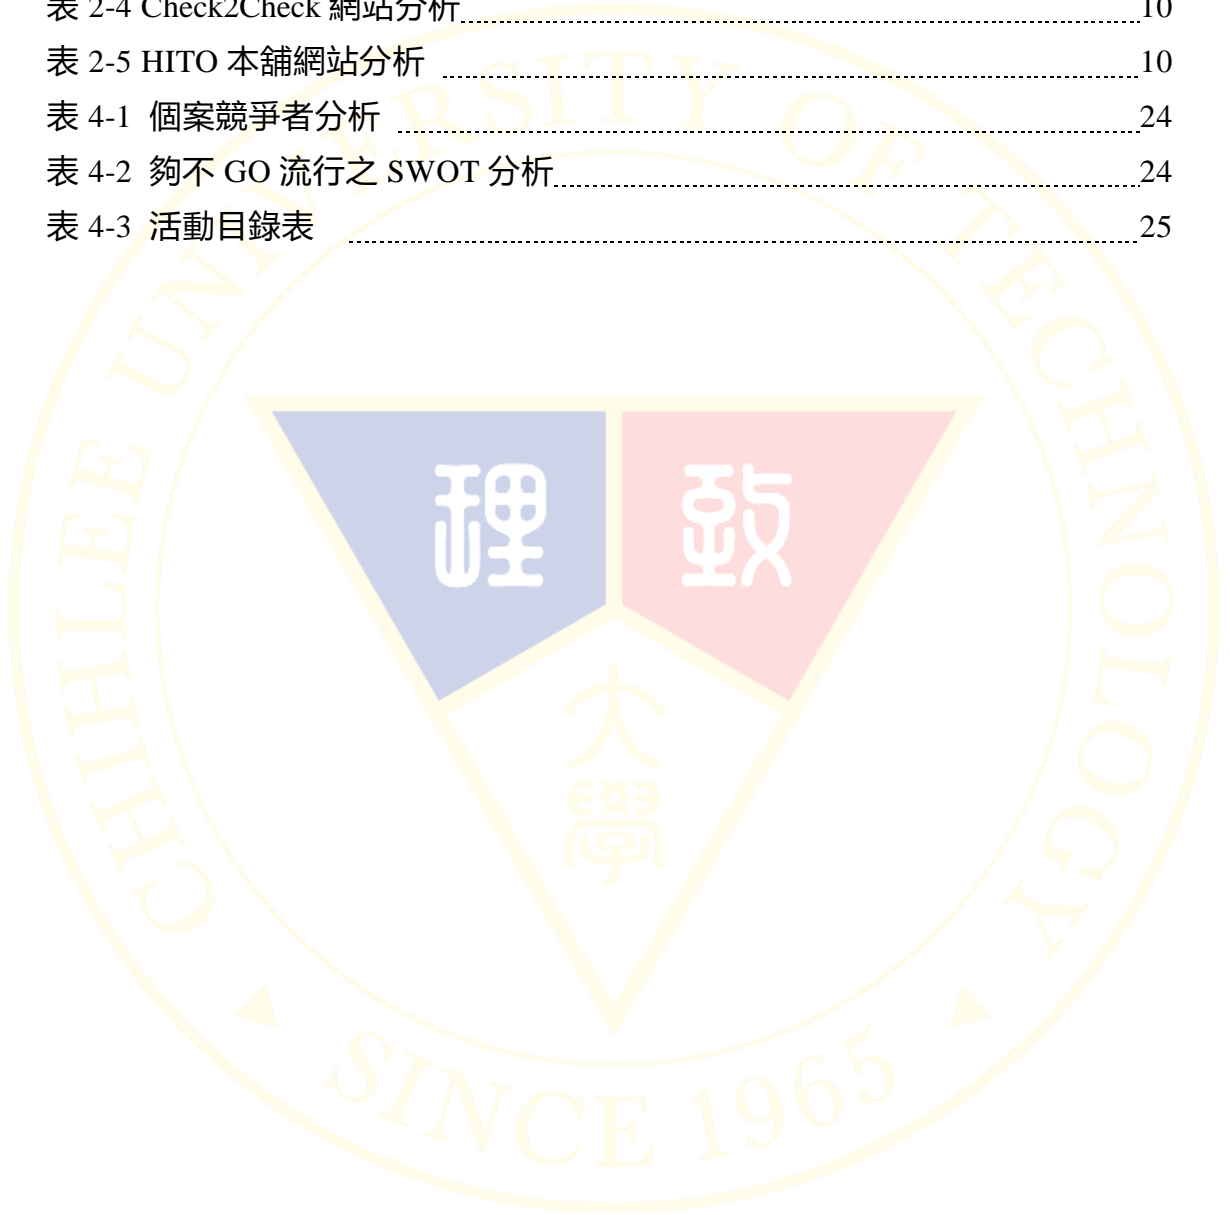 表 2-4 Check2Check 網站分析 10
表 2-5 HITO 本舖網站分析 10
表 4-1 個案競爭者分析 24
表 4-2 夠不 GO 流行之 SWOT 分析 24
表 4-3 活動目錄表 25
CHIHLEE UNIVERSITY OF TECHNOLOGY
理 致
大
學
SINCE 1965